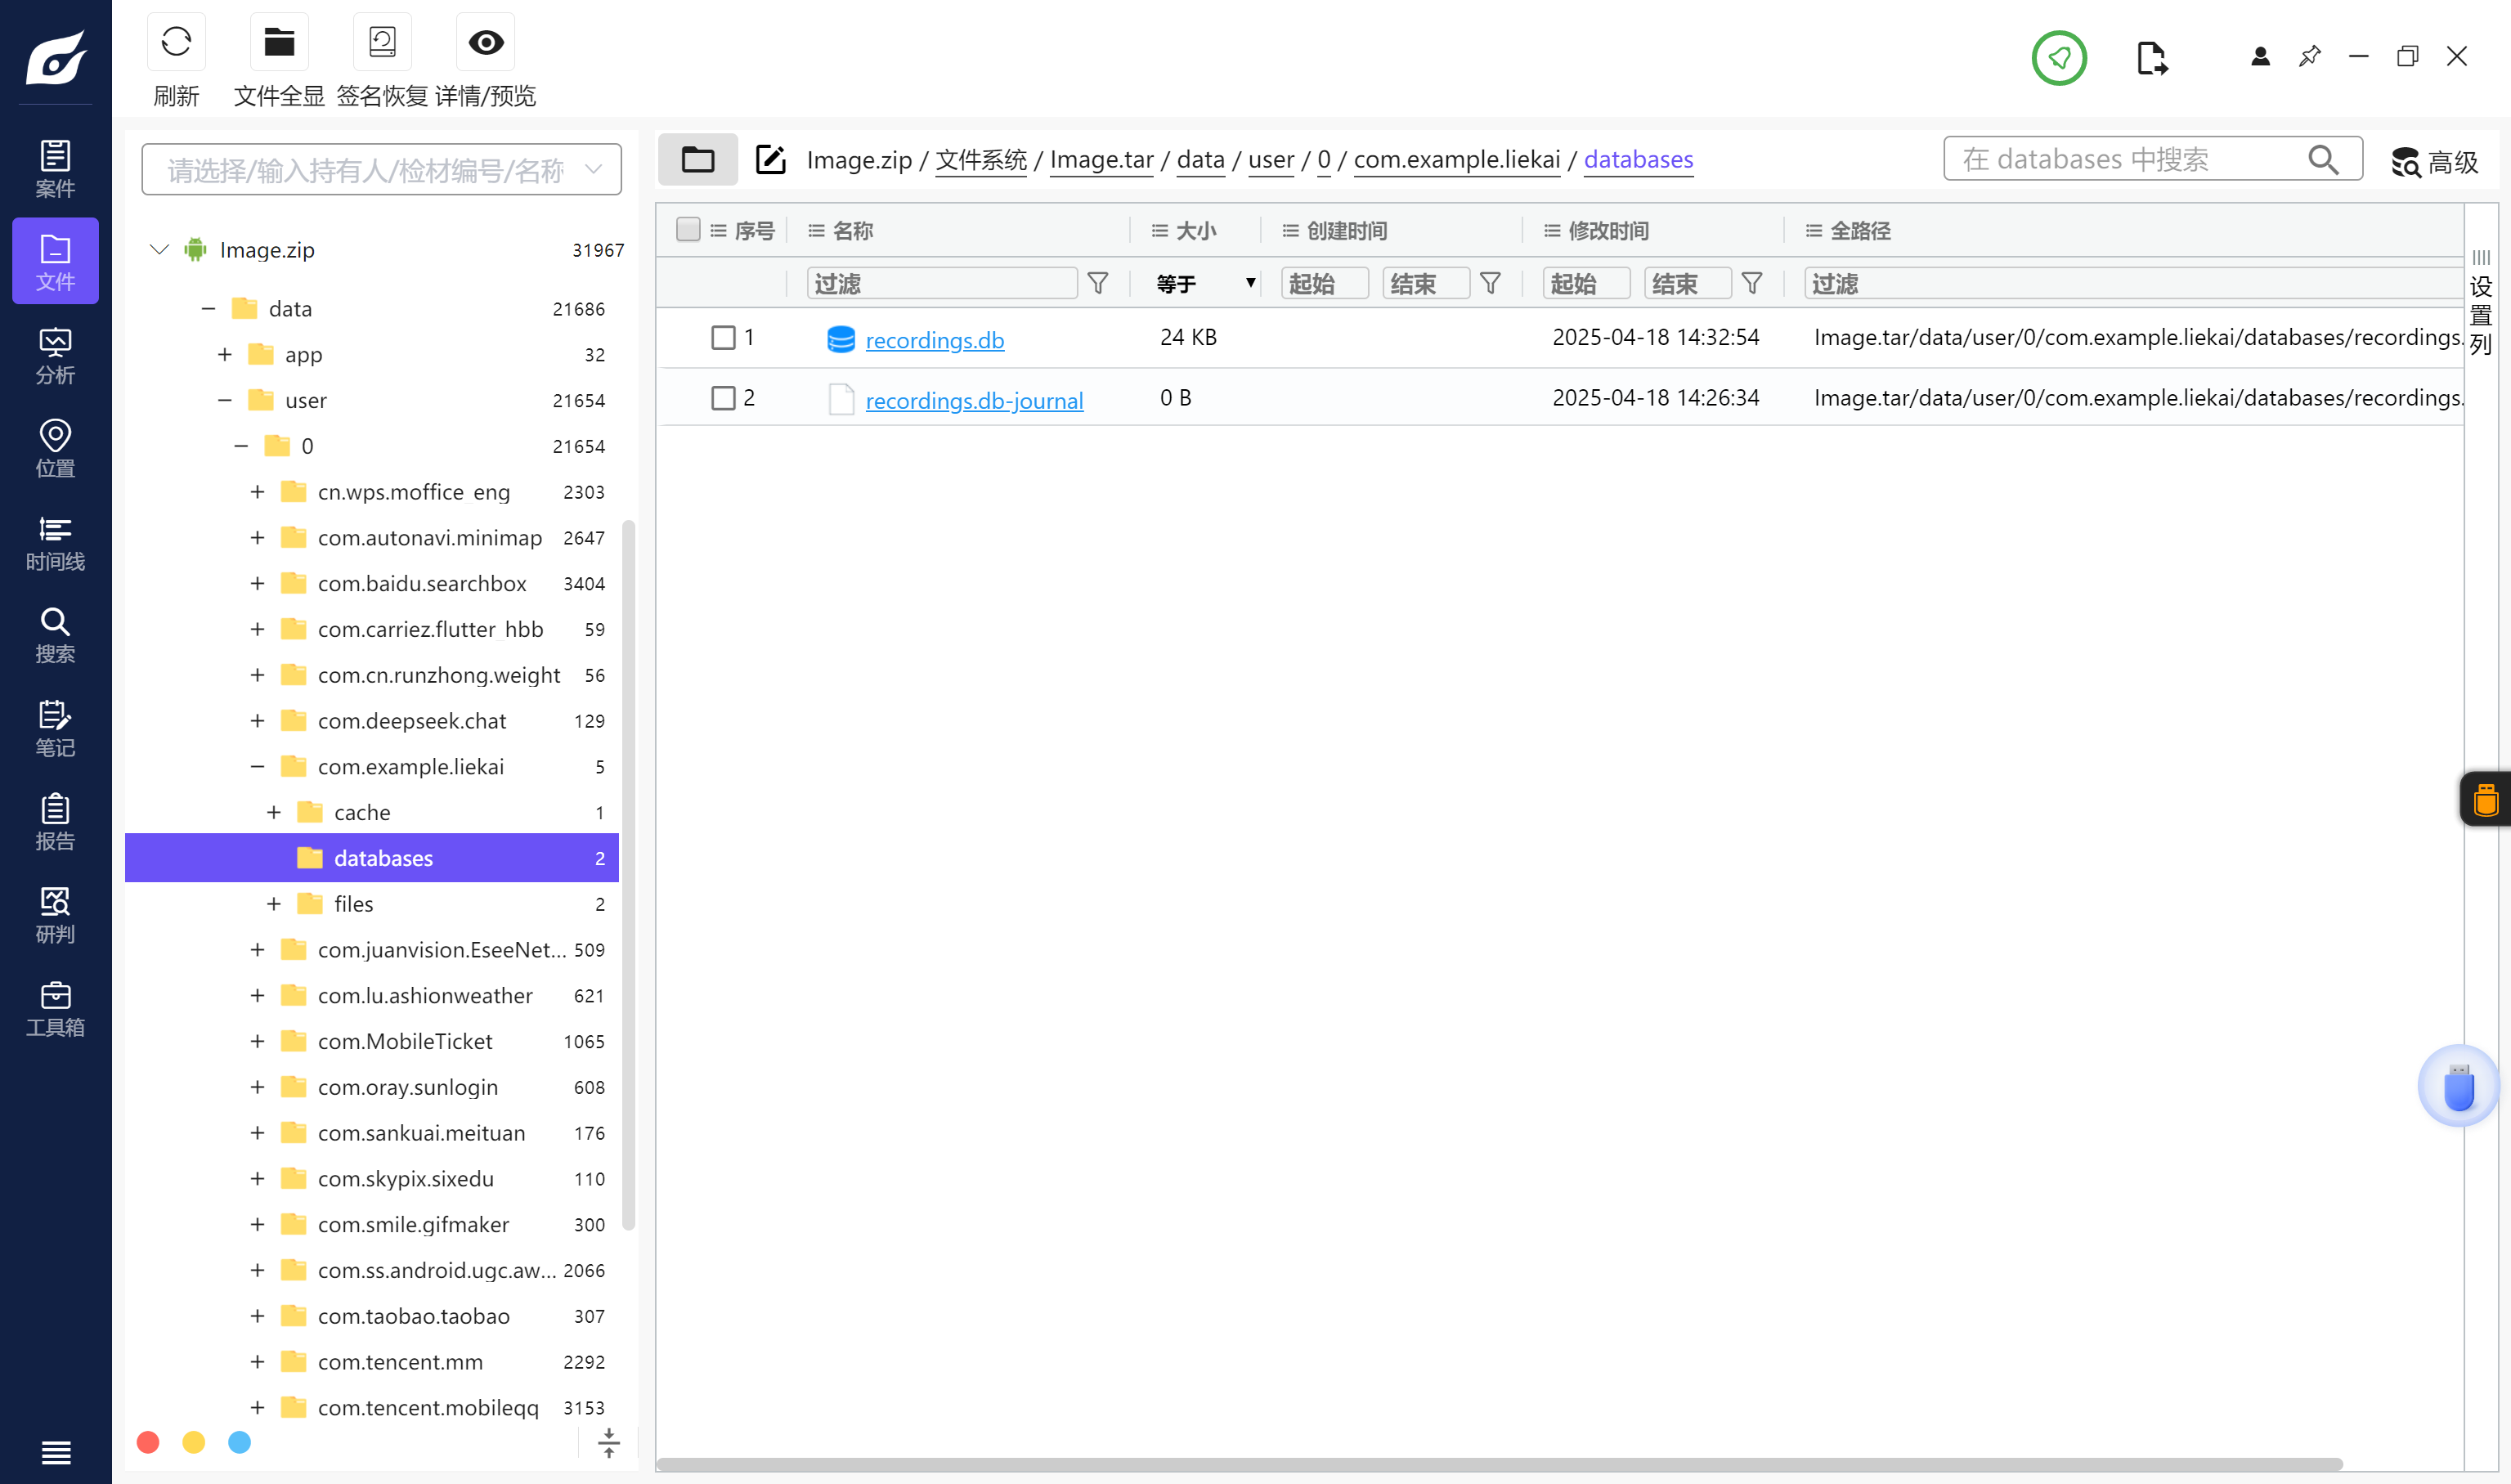 刷新 文件全显 签名恢复 详情/预览
案件
文件
分析
位置
时间线
搜索
笔记
报告
研判
工具箱
请选择/输入持有人/检材编号/名称
Image.zip 31967
data 21686
app 32
user 21654
0 21654
cn.wps.moffice_eng 2303
com.autonavi.minimap 2647
com.baidu.searchbox 3404
com.carriez.flutter_hbb 59
com.cn.runzhong.weight 56
com.deepseek.chat 129
com.example.liekai 5
cache 1
databases 2
files 2
com.juanvision.EseeNet... 509
com.lu.ashionweather 621
com.MobileTicket 1065
com.oray.sunlogin 608
com.sankuai.meituan 176
com.skypix.sixedu 110
com.smile.gifmaker 300
com.ss.android.ugc.aw... 2066
com.taobao.taobao 307
com.tencent.mm 2292
com.tencent.mobileqq 3153
Image.zip / 文件系统 / Image.tar / data / user / 0 / com.example.liekai / databases
在 databases 中搜索
高级
序号 名称 大小 创建时间 修改时间 全路径
过滤 等于 起始 结束 起始 结束 过滤
1 recordings.db 24 KB 2025-04-18 14:32:54 Image.tar/data/user/0/com.example.liekai/databases/recordings.
2 recordings.db-journal 0 B 2025-04-18 14:26:34 Image.tar/data/user/0/com.example.liekai/databases/recordings.
设置列